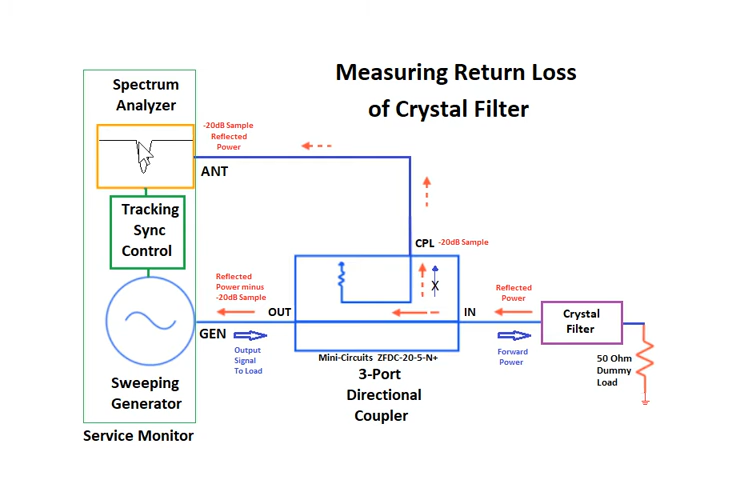 Measuring Return Loss
of Crystal Filter
Spectrum
Analyzer
-20dB Sample
Reflected
Power
ANT
Tracking
Sync
Control
CPL -20dB Sample
X
Reflected
Power minus
-20dB Sample
OUT
IN
Reflected
Power
Crystal
Filter
GEN
Output
Signal
To Load
Forward
Power
50 Ohm
Dummy
Load
Mini-Circuits ZFDC-20-5-N+
3-Port
Directional
Coupler
Sweeping
Generator
Service Monitor